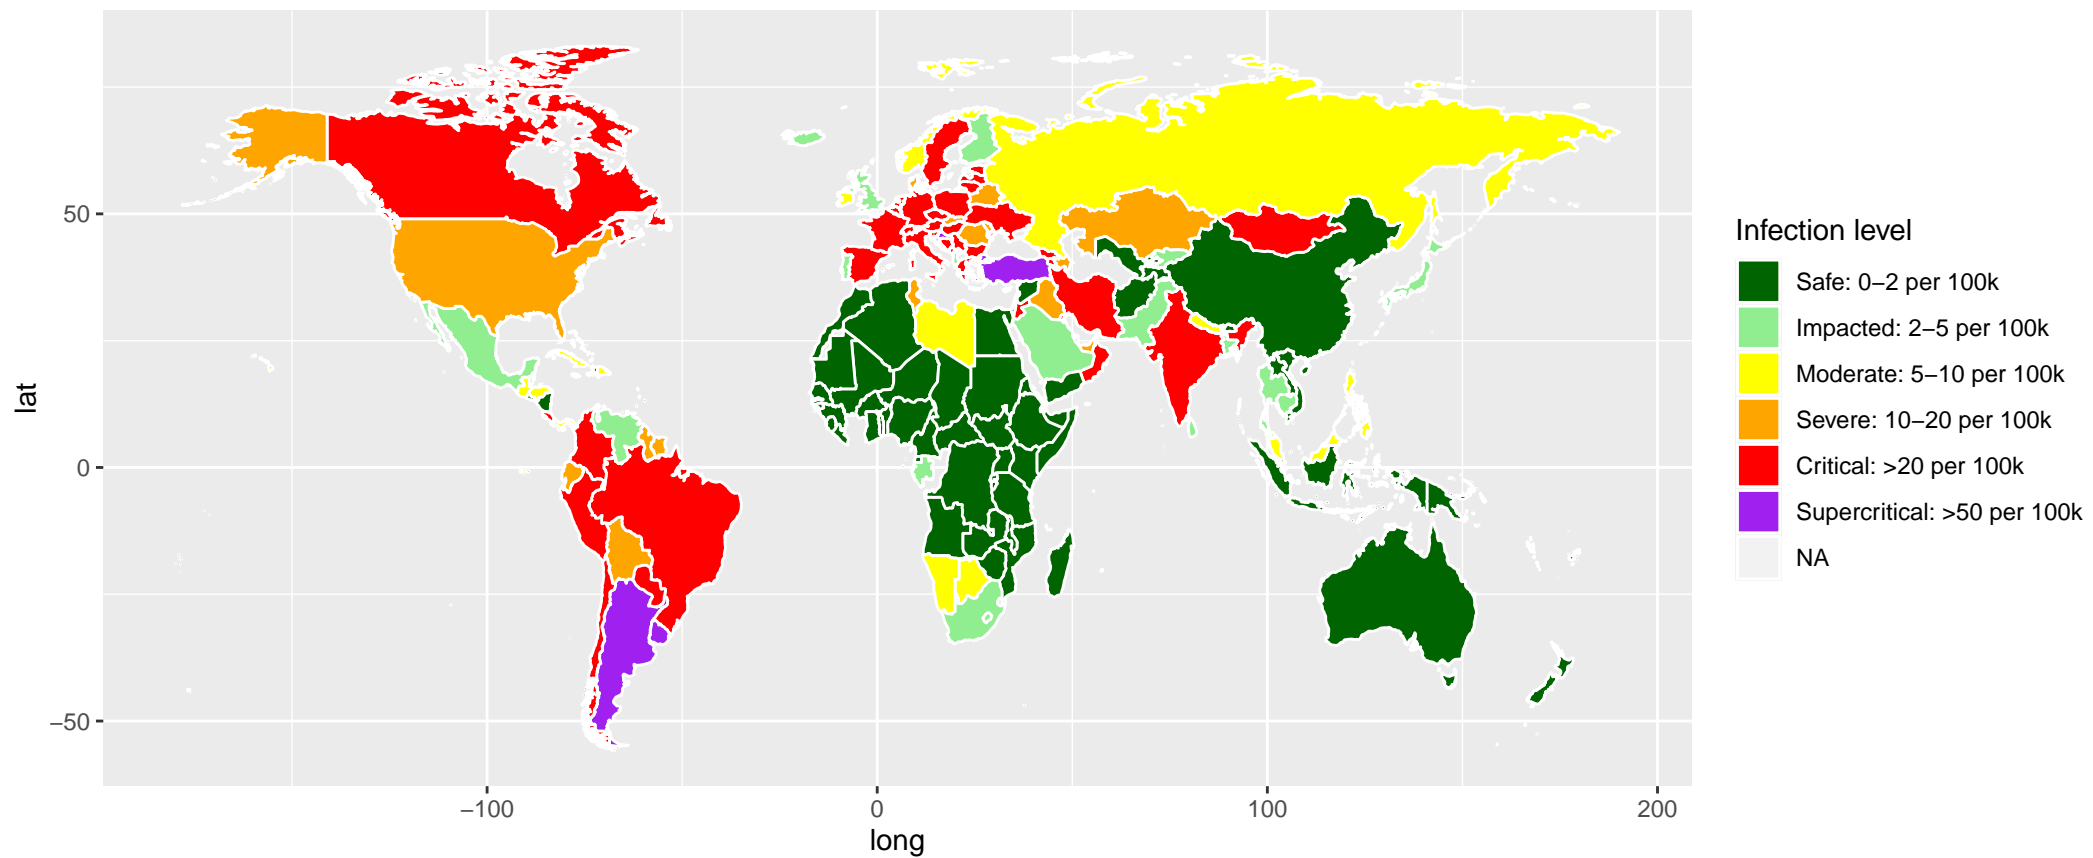 lat
50
0
−50
−100
0
100
200
long
Infection level
Safe: 0−2 per 100k
Impacted: 2−5 per 100k
Moderate: 5−10 per 100k
Severe: 10−20 per 100k
Critical: >20 per 100k
Supercritical: >50 per 100k
NA